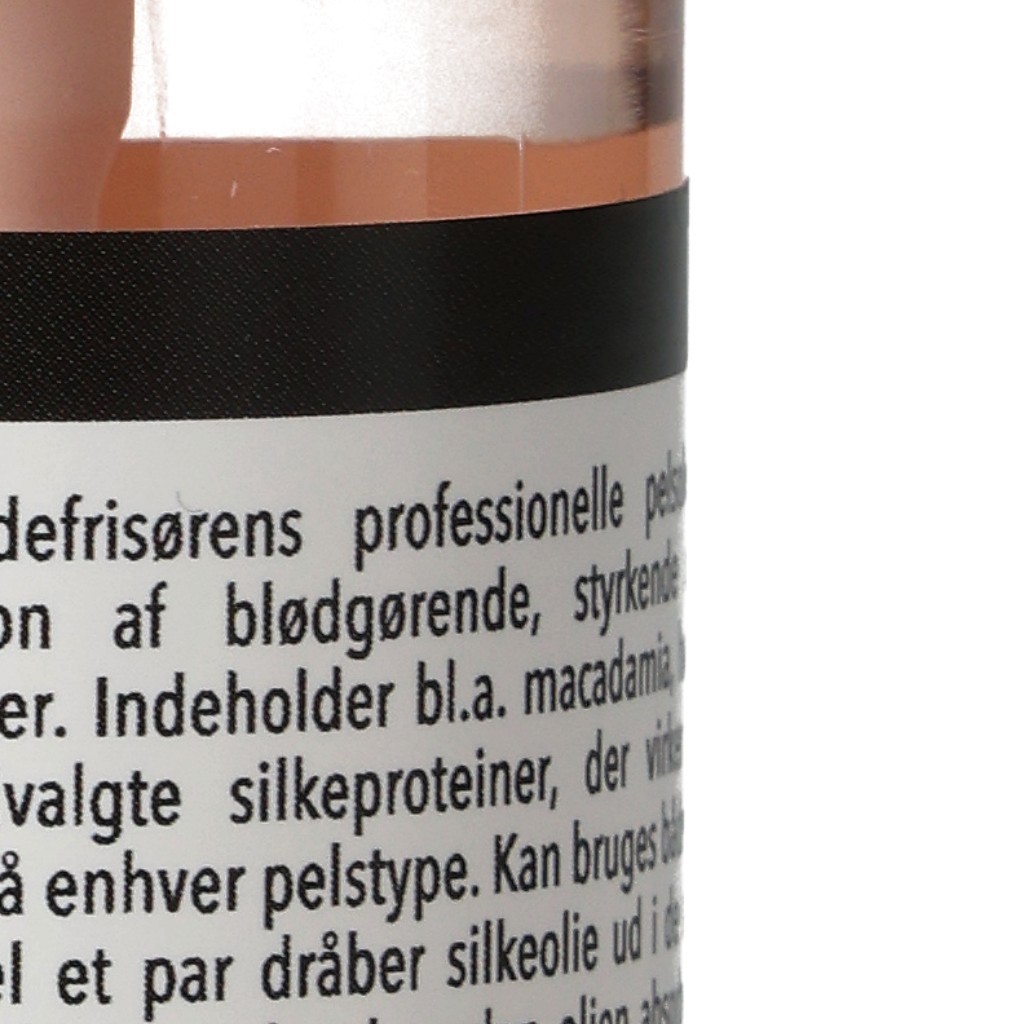 defrisørens professionelle
on af blødgørende, styrkende
er. Indeholder bl.a. macadamia,
valgte silkeproteiner, der
å enhver pelstype. Kan bruges
el et par dråber silkeolie ud i
olien